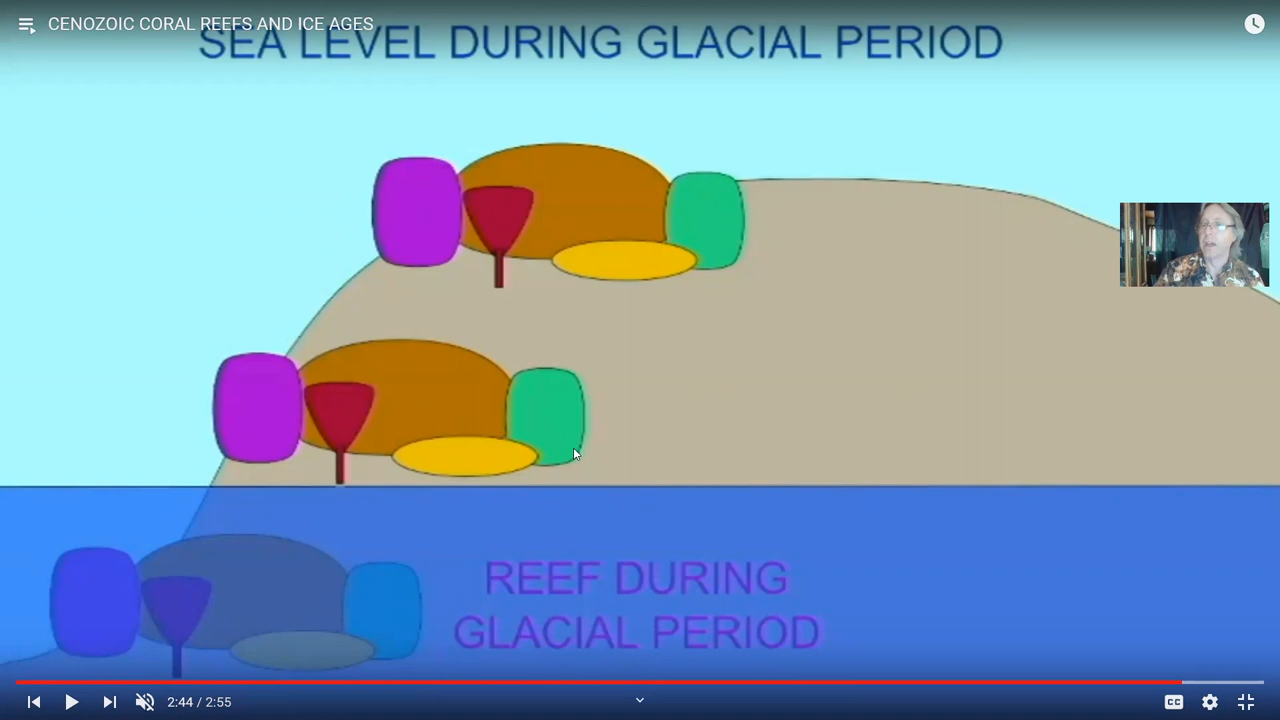 CENOZOIC CORAL REEFS AND ICE AGES
SEA LEVEL DURING GLACIAL PERIOD
REEF DURING
GLACIAL PERIOD
2:44 / 2:55
CC